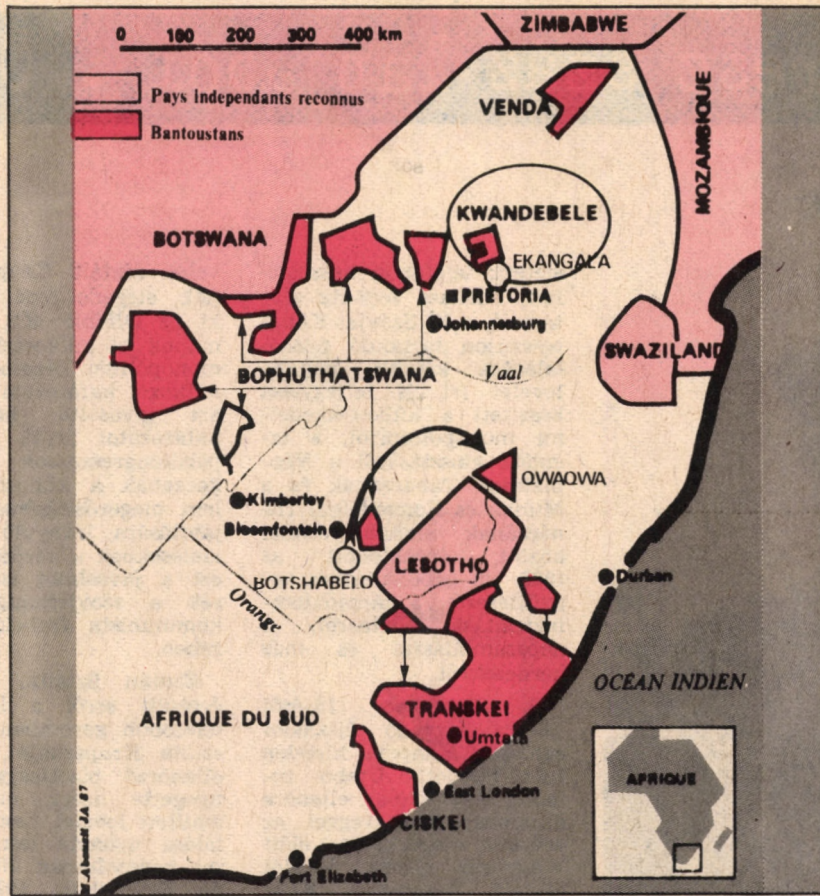 ZIMBABWE
0 100 200 300 400 km
Pays independants reconnus
Bantoustans
VENDA
MOZAMBIQUE
KWANDEBELE
BOTSWANA
EKANGALA
PRETORIA
Johannesburg
SWAZILAND
Vaal
BOPHUTHATSWANA
QWAQWA
Kimberley
Bloemfontein
LESOTHO
BOTSHABELO
Durban
Orange
OCÉAN INDIEN
AFRIQUE DU SUD
TRANSKEI
Umtata
AFRIQUE
East London
CISKEI
Port Elizabeth
J.A 87